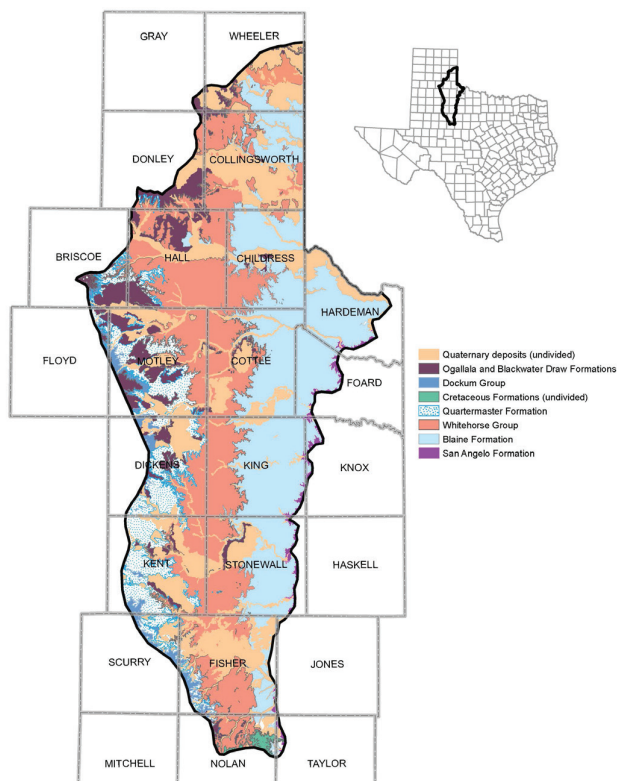 GRAY
WHEELER
DONLEY
COLLINGSWORTH
BRISCOE
HALL
CHILDRESS
HARDEMAN
FLOYD
MOTLEY
COTTLE
FOARD
DICKENS
KING
KNOX
KENT
STONEWALL
HASKELL
SCURRY
FISHER
JONES
MITCHELL
NOLAN
TAYLOR
Quaternary deposits (undivided)
Ogallala and Blackwater Draw Formations
Dockum Group
Cretaceous Formations (undivided)
Quartermaster Formation
Whitehorse Group
Blaine Formation
San Angelo Formation